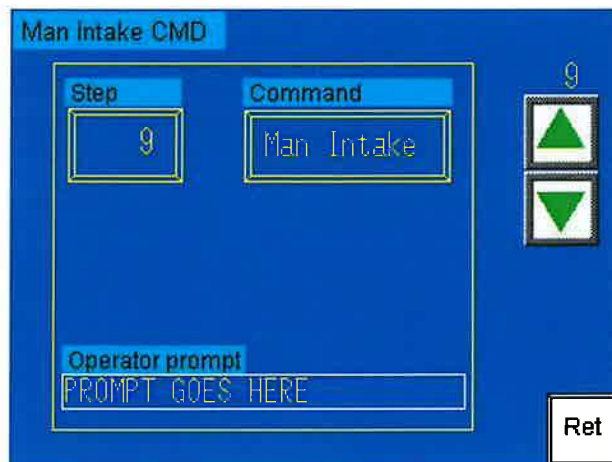 Man Intake CMD
9
Step Command
9 Man Intake
Operator prompt
PROMPT GOES HERE
Ret